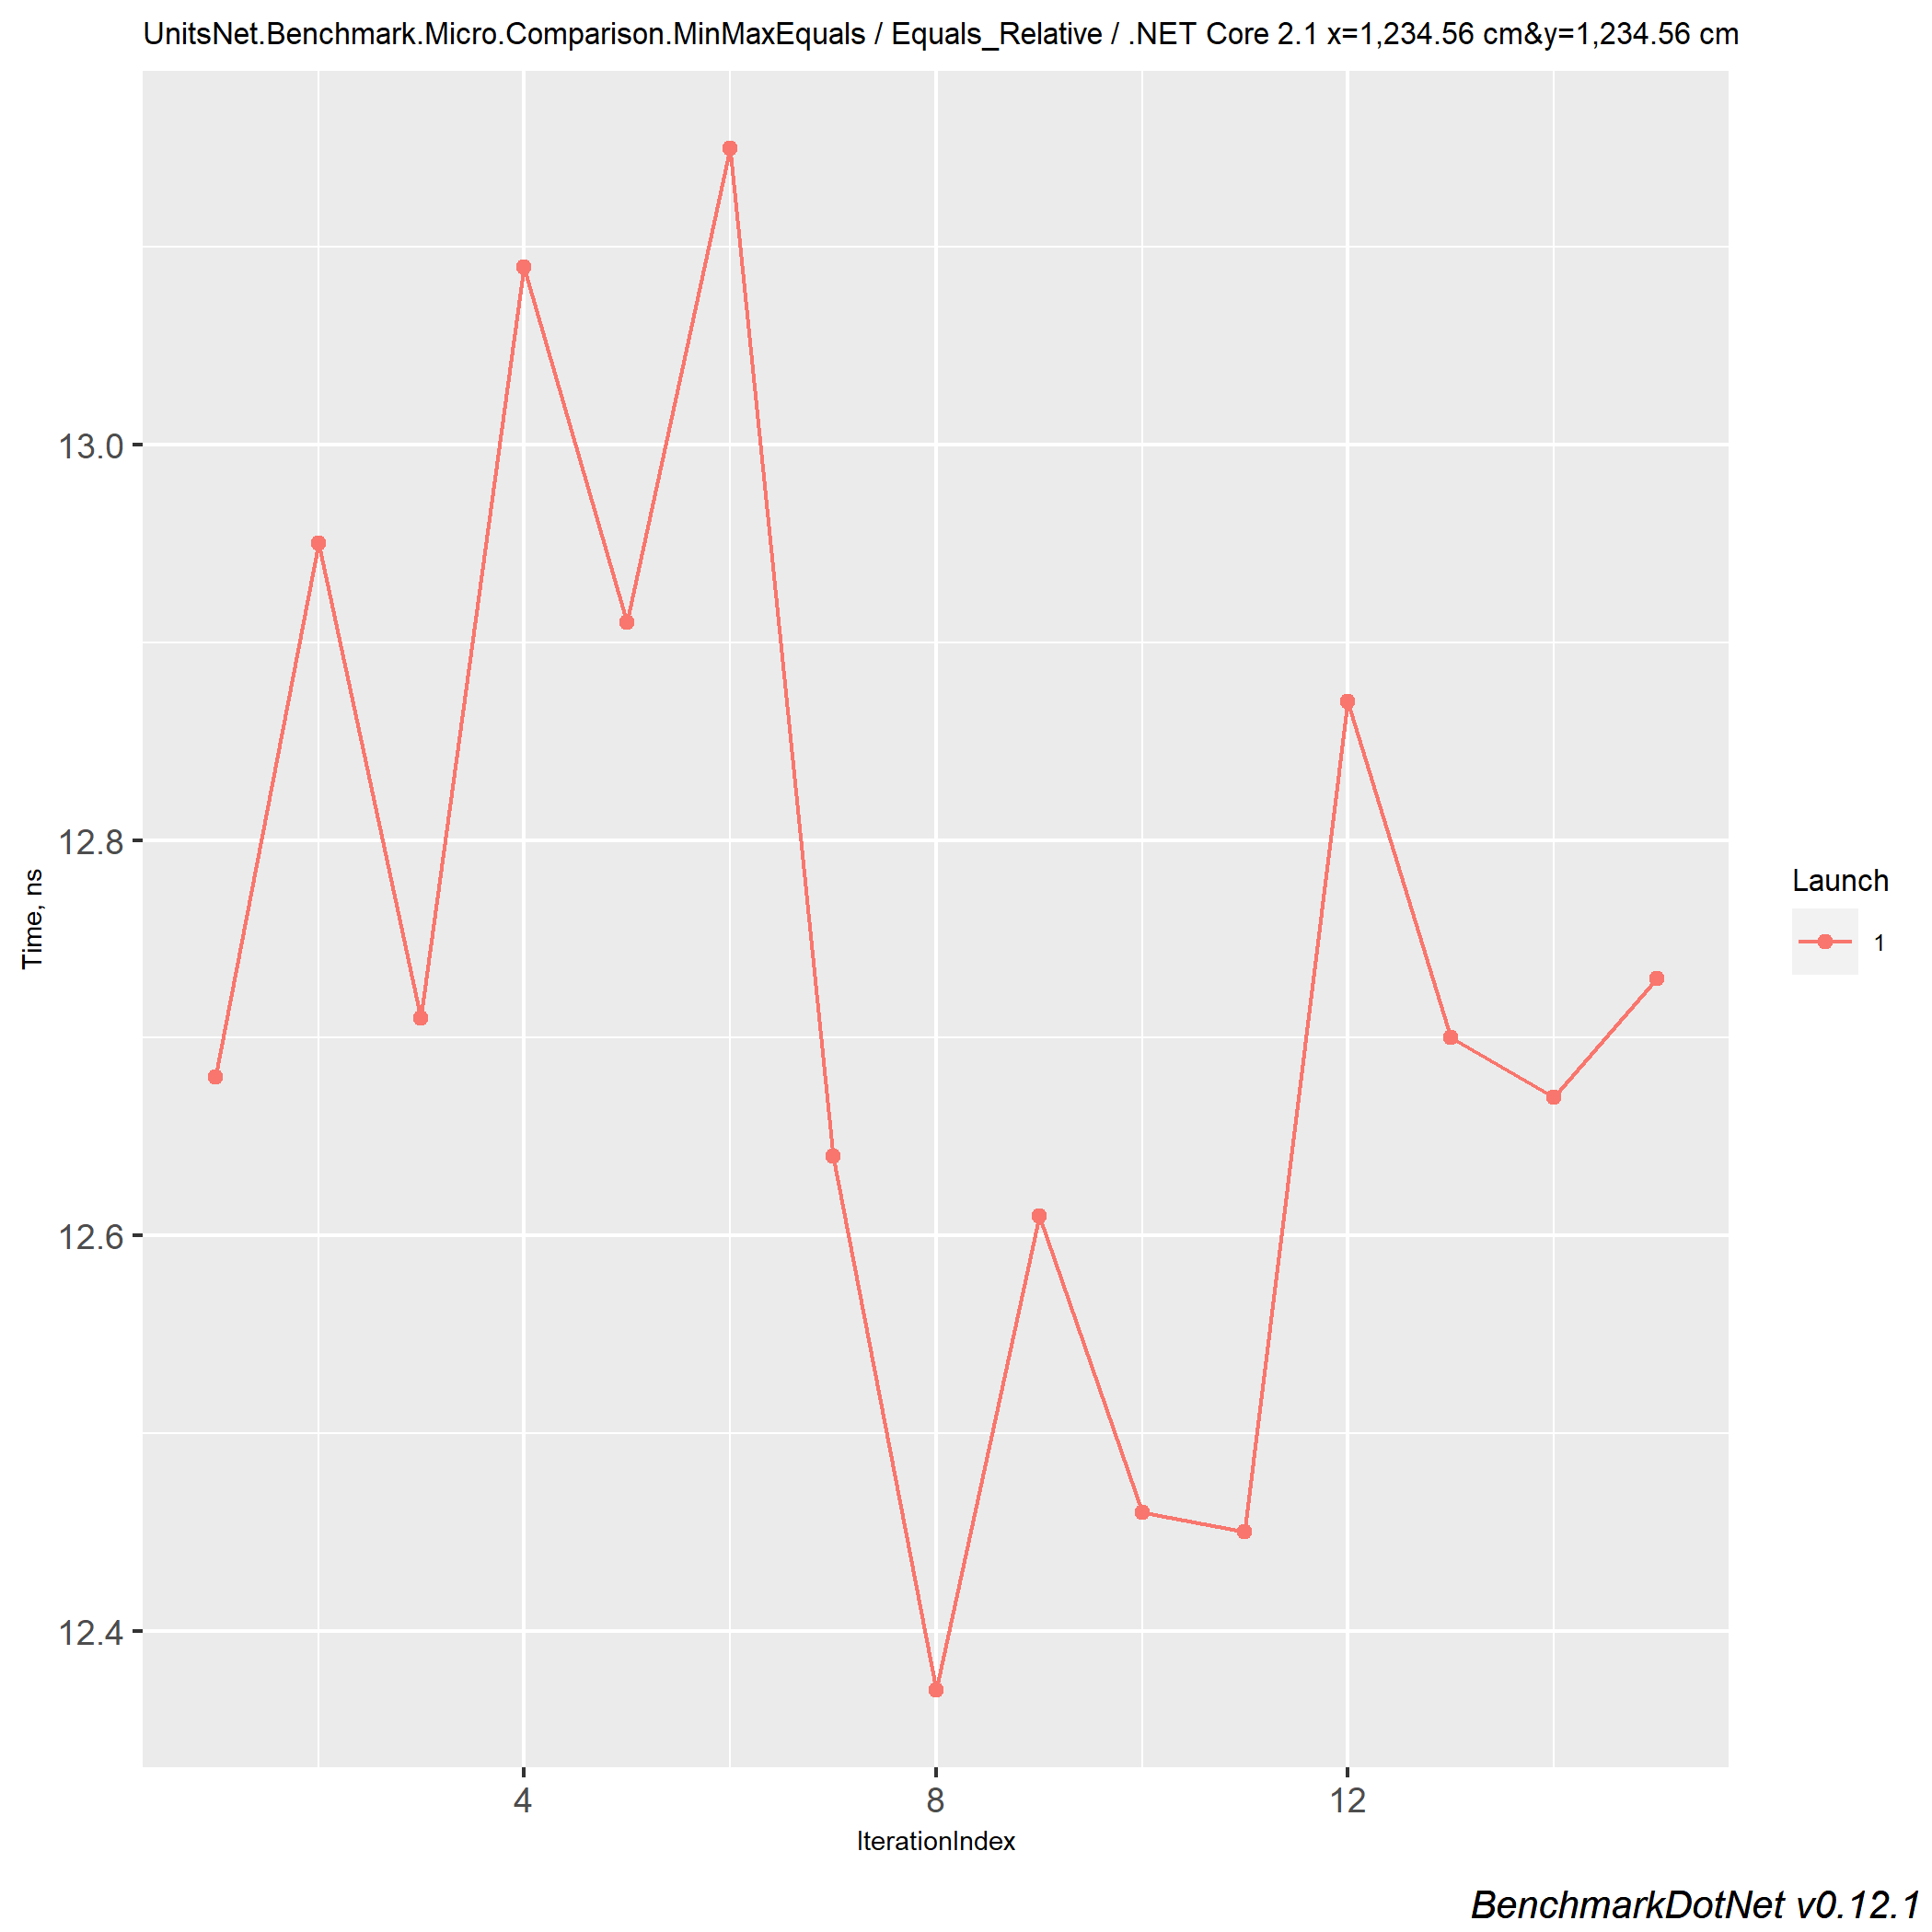 UnitsNet.Benchmark.Micro.Comparison.MinMaxEquals / Equals_Relative / .NET Core 2.1 x=1,234.56 cm&y=1,234.56 cm
13.0
12.8
12.6
12.4
Time, ns
4
8
12
IterationIndex
Launch
1
BenchmarkDotNet v0.12.1